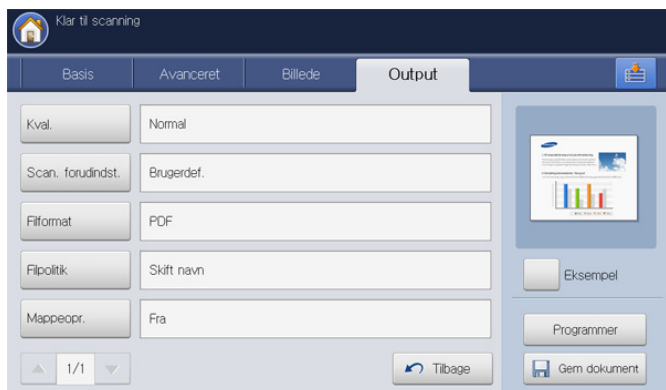 Klar til scanning
Basis
Avanceret
Billede
Output
Kval.
Normal
Scan. forudindst.
Brugerdef.
Filformat
PDF
Filpolitik
Skift navn
Mappeopr.
Fra
1/1
Tilbage
Eksempel
Programmer
Gem dokument